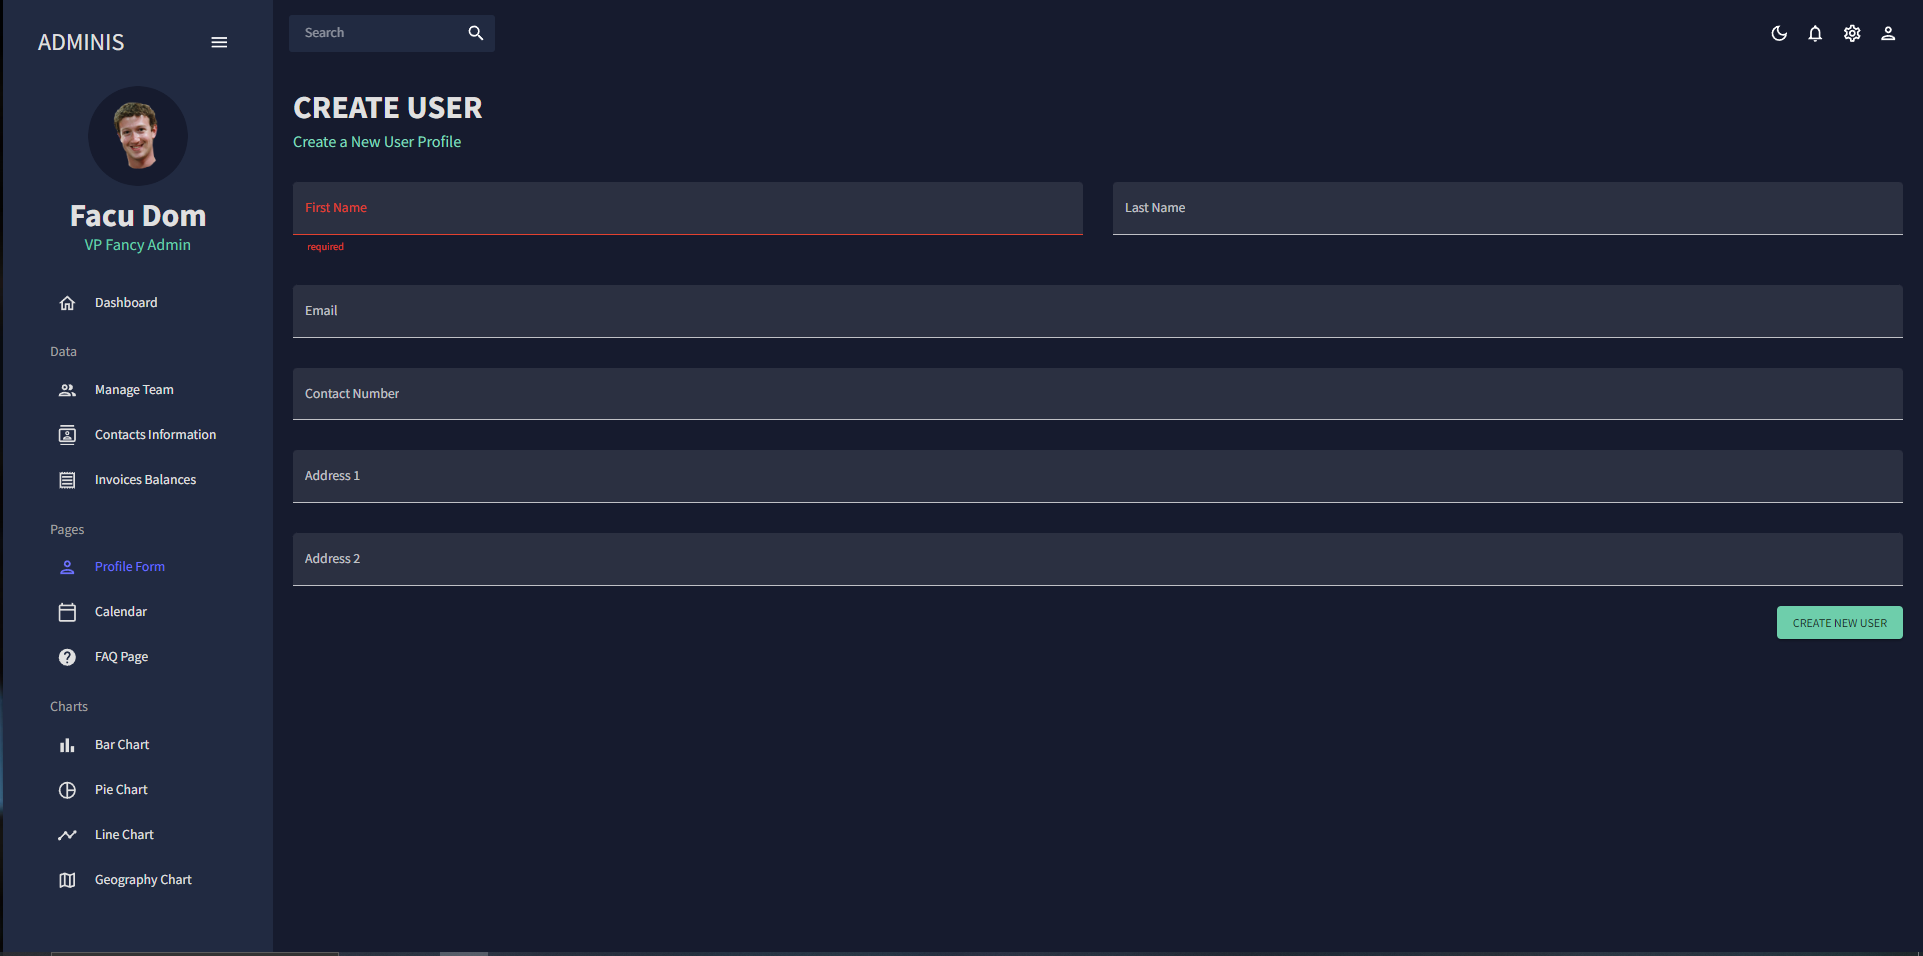 ADMINIS
Facu Dom
VP Fancy Admin
Dashboard
Data
Manage Team
Contacts Information
Invoices Balances
Pages
Profile Form
Calendar
FAQ Page
Charts
Bar Chart
Pie Chart
Line Chart
Geography Chart
Search
CREATE USER
Create a New User Profile
First Name
Last Name
required
Email
Contact Number
Address 1
Address 2
CREATE NEW USER